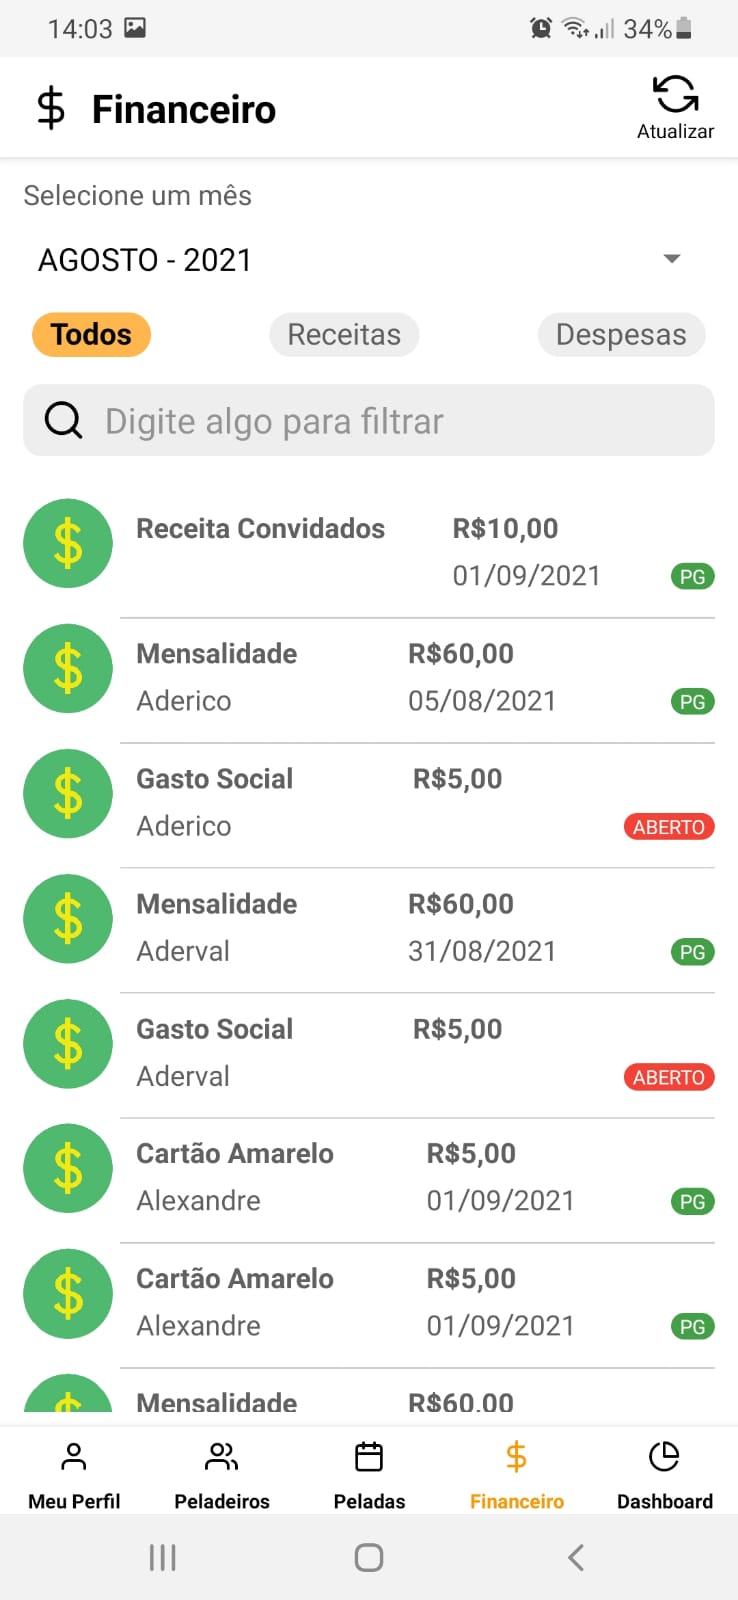 14:03 34%
$ Financeiro
Atualizar
Selecione um mês
AGOSTO - 2021
Todos Receitas Despesas
Digite algo para filtrar
$ Receita Convidados R$10,00
01/09/2021 PG
$ Mensalidade R$60,00
Aderico 05/08/2021 PG
$ Gasto Social R$5,00
Aderico ABERTO
$ Mensalidade R$60,00
Aderval 31/08/2021 PG
$ Gasto Social R$5,00
Aderval ABERTO
$ Cartão Amarelo R$5,00
Alexandre 01/09/2021 PG
$ Cartão Amarelo R$5,00
Alexandre 01/09/2021 PG
$ Mensalidade R$60,00
$
Meu Perfil Peladeiros Peladas Financeiro Dashboard